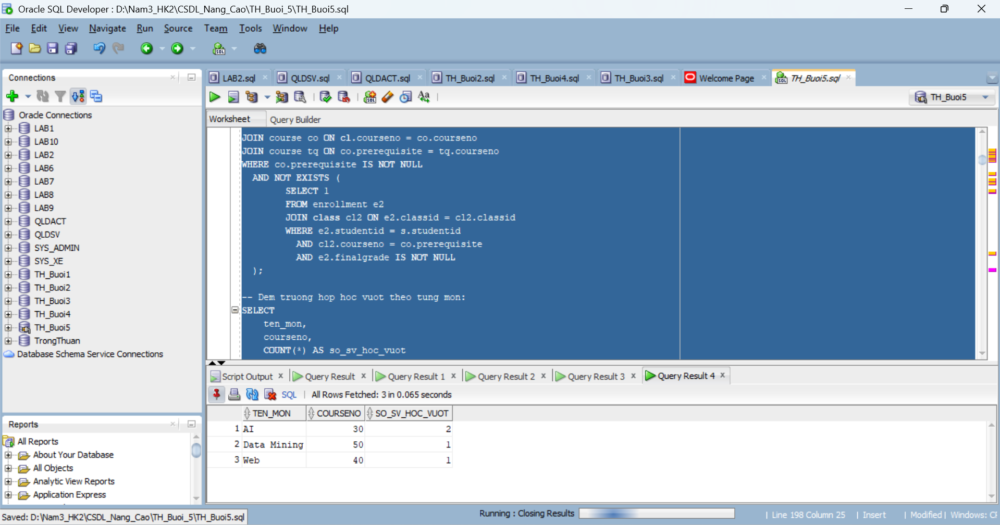 Oracle SQL Developer : D:\Nam3_HK2\CSDL_Nang_Cao\TH_Buoi_5\TH_Buoi5.sql
File Edit View Navigate Run Source Team Tools Window Help
SQL
Connections
LAB2.sql QLDSV.sql QLDACT.sql TH_Buoi2.sql TH_Buoi4.sql TH_Buoi3.sql Welcome Page TH_Buoi5.sql
TH_Buoi5
Oracle Connections
LAB1
LAB10
LAB2
LAB6
LAB7
LAB8
LAB9
QLDACT
QLDSV
SYS_ADMIN
SYS_XE
TH_Buoi1
TH_Buoi2
TH_Buoi3
TH_Buoi4
TH_Buoi5
TrongThuan
Database Schema Service Connections
Worksheet Query Builder
JOIN course co ON cl.courseno = co.courseno
JOIN course tq ON co.prerequisite = tq.courseno
WHERE co.prerequisite IS NOT NULL
AND NOT EXISTS (
SELECT 1
FROM enrollment e2
JOIN class cl2 ON e2.classid = cl2.classid
WHERE e2.studentid = s.studentid
AND cl2.courseno = co.prerequisite
AND e2.finalgrade IS NOT NULL
);
-- Dem truong hop hoc vuot theo tung mon:
SELECT
ten_mon,
courseno,
COUNT(*) AS so_sv_hoc_vuot
Script Output Query Result Query Result 1 Query Result 2 Query Result 3 Query Result 4
SQL | All Rows Fetched: 3 in 0.065 seconds
TEN_MON COURSENO SO_SV_HOC_VUOT
1 AI 30 2
2 Data Mining 50 1
3 Web 40 1
Reports
All Reports
About Your Database
All Objects
Analytic View Reports
Application Express
Saved: D:\Nam3_HK2\CSDL_Nang_Cao\TH_Buoi_5\TH_Buoi5.sql
Running : Closing Results
| Line 198 Column 25 | Insert | Modified | Windows: CF